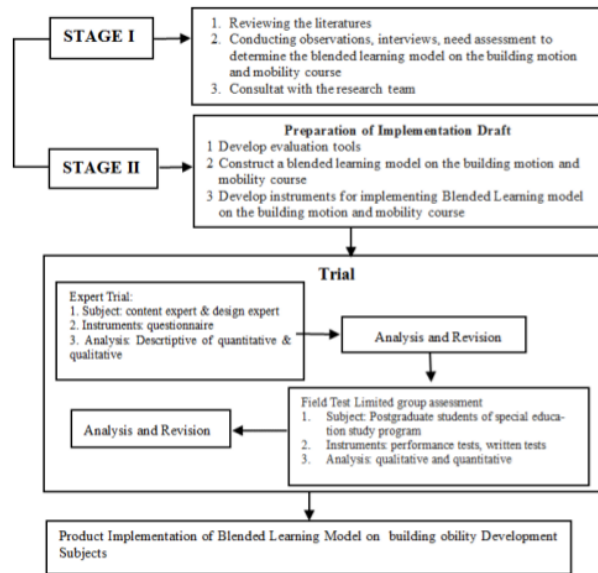 STAGE I
1. Reviewing the literatures
2. Conducting observations, interviews, need assessment to
determine the blended learning model on the building motion
and mobility course
3. Consultat with the research team
STAGE II
Preparation of Implementation Draft
1 Develop evaluation tools
2 Construct a blended learning model on the building motion and
mobility course
3 Develop instruments for implementing Blended Learning model
on the building motion and mobility course
Trial
Expert Trial:
1. Subject: content expert & design expert
2. Instruments: questionnaire
3. Analysis: Descrtiptive of quantitative &
qualitative
Analysis and Revision
Field Test Limited group assessment
1. Subject: Postgraduate students of special educa-
tion study program
2. Instruments: performance tests, written tests
3. Analysis: qualitative and quantitative
Analysis and Revision
Product Implementation of Blended Learning Model on building obility Development
Subjects